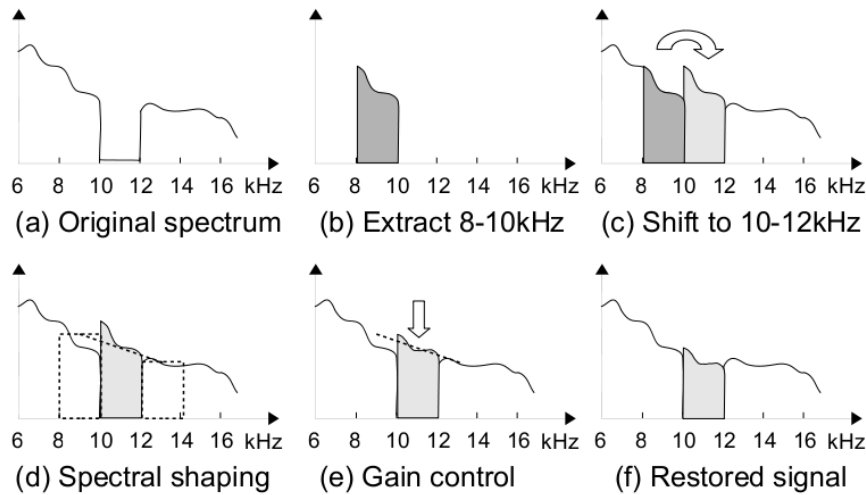 6 8 10 12 14 16 kHz
(a) Original spectrum
6 8 10 12 14 16 kHz
(b) Extract 8-10kHz
6 8 10 12 14 16 kHz
(c) Shift to 10-12kHz
6 8 10 12 14 16 kHz
(d) Spectral shaping
6 8 10 12 14 16 kHz
(e) Gain control
6 8 10 12 14 16 kHz
(f) Restored signal